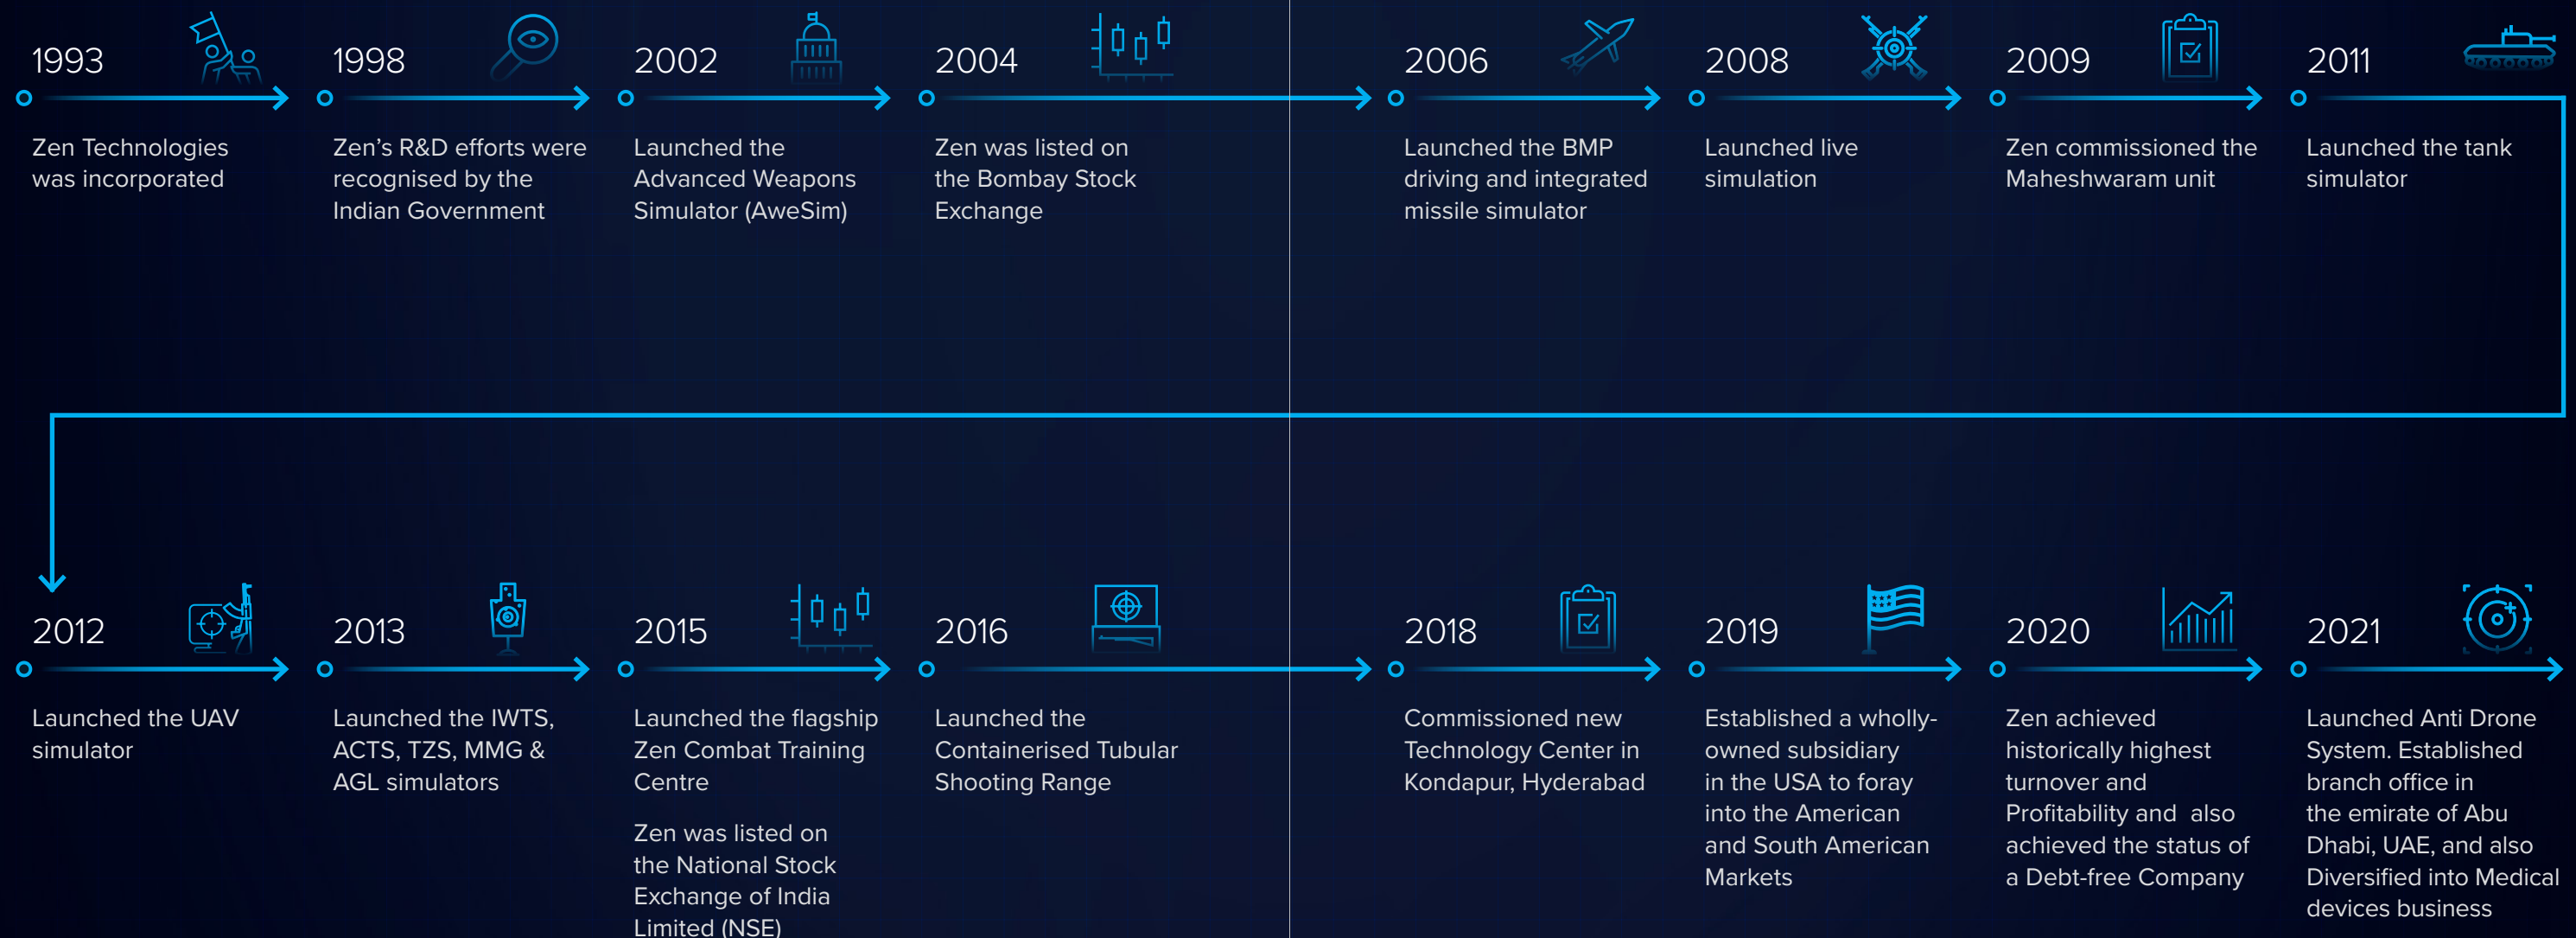 1993
Zen Technologies
was incorporated
1998
Zen’s R&D efforts were
recognised by the
Indian Government
2002
Launched the
Advanced Weapons
Simulator (AweSim)
2004
Zen was listed on
the Bombay Stock
Exchange
2006
Launched the BMP
driving and integrated
missile simulator
2008
Launched live
simulation
2009
Zen commissioned the
Maheshwaram unit
2011
Launched the tank
simulator
2012
Launched the UAV
simulator
2013
Launched the IWTS,
ACTS, TZS, MMG &
AGL simulators
2015
Launched the flagship
Zen Combat Training
Centre
Zen was listed on
the National Stock
Exchange of India
Limited (NSE)
2016
Launched the
Containerised Tubular
Shooting Range
2018
Commissioned new
Technology Center in
Kondapur, Hyderabad
2019
Established a wholly-
owned subsidiary
in the USA to foray
into the American
and South American
Markets
2020
Zen achieved
historically highest
turnover and
Profitability and  also
achieved the status of
a Debt-free Company
2021
Launched Anti Drone
System. Established
branch office in
the emirate of Abu
Dhabi, UAE, and also
Diversified into Medical
devices business